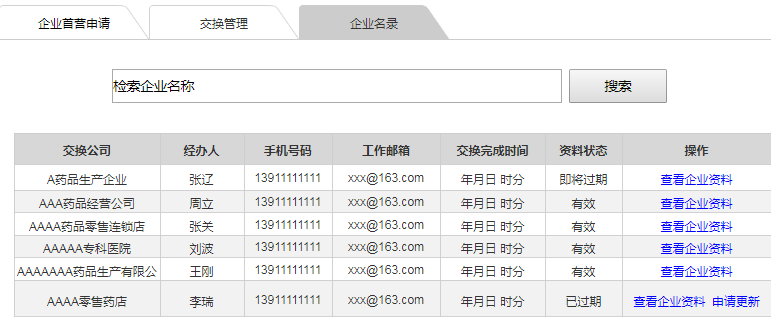 企业首营申请 交换管理 企业名录
检索企业名称 搜索
交换公司 经办人 手机号码 工作邮箱 交换完成时间 资料状态 操作
A药品生产企业 张辽 13911111111 xxx@163.com 年月日 时分 即将过期 查看企业资料
AAA药品经营公司 周立 13911111111 xxx@163.com 年月日 时分 有效 查看企业资料
AAAA药品零售连锁店 张关 13911111111 xxx@163.com 年月日 时分 有效 查看企业资料
AAAAA专科医院 刘波 13911111111 xxx@163.com 年月日 时分 有效 查看企业资料
AAAAAAA药品生产有限公 王刚 13911111111 xxx@163.com 年月日 时分 有效 查看企业资料
AAAA零售药店 李瑞 13911111111 xxx@163.com 年月日 时分 已过期 查看企业资料 申请更新